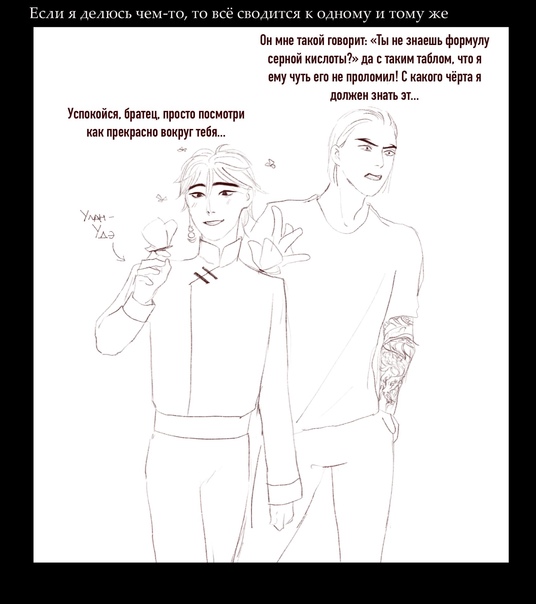 Если я делюсь чем-то, то всё сводится к одному и тому же
Он мне такой говорит: «Ты не знаешь формулу
серной кислоты?» да с таким таблом, что я
ему чуть его не проломил! С какого чёрта я
должен знать эт...
Успокойся, братец, просто посмотри
как прекрасно вокруг тебя...
Улан-
Удэ